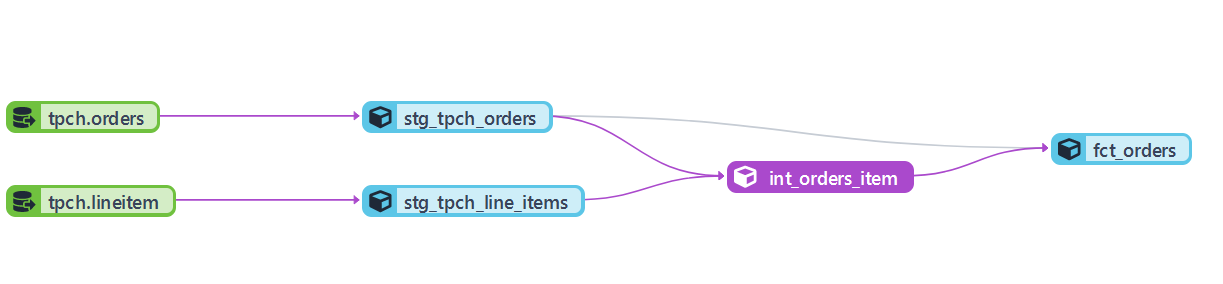 tpch.orders
stg_tpch_orders
fct_orders
int_orders_item
tpch.lineitem
stg_tpch_line_items